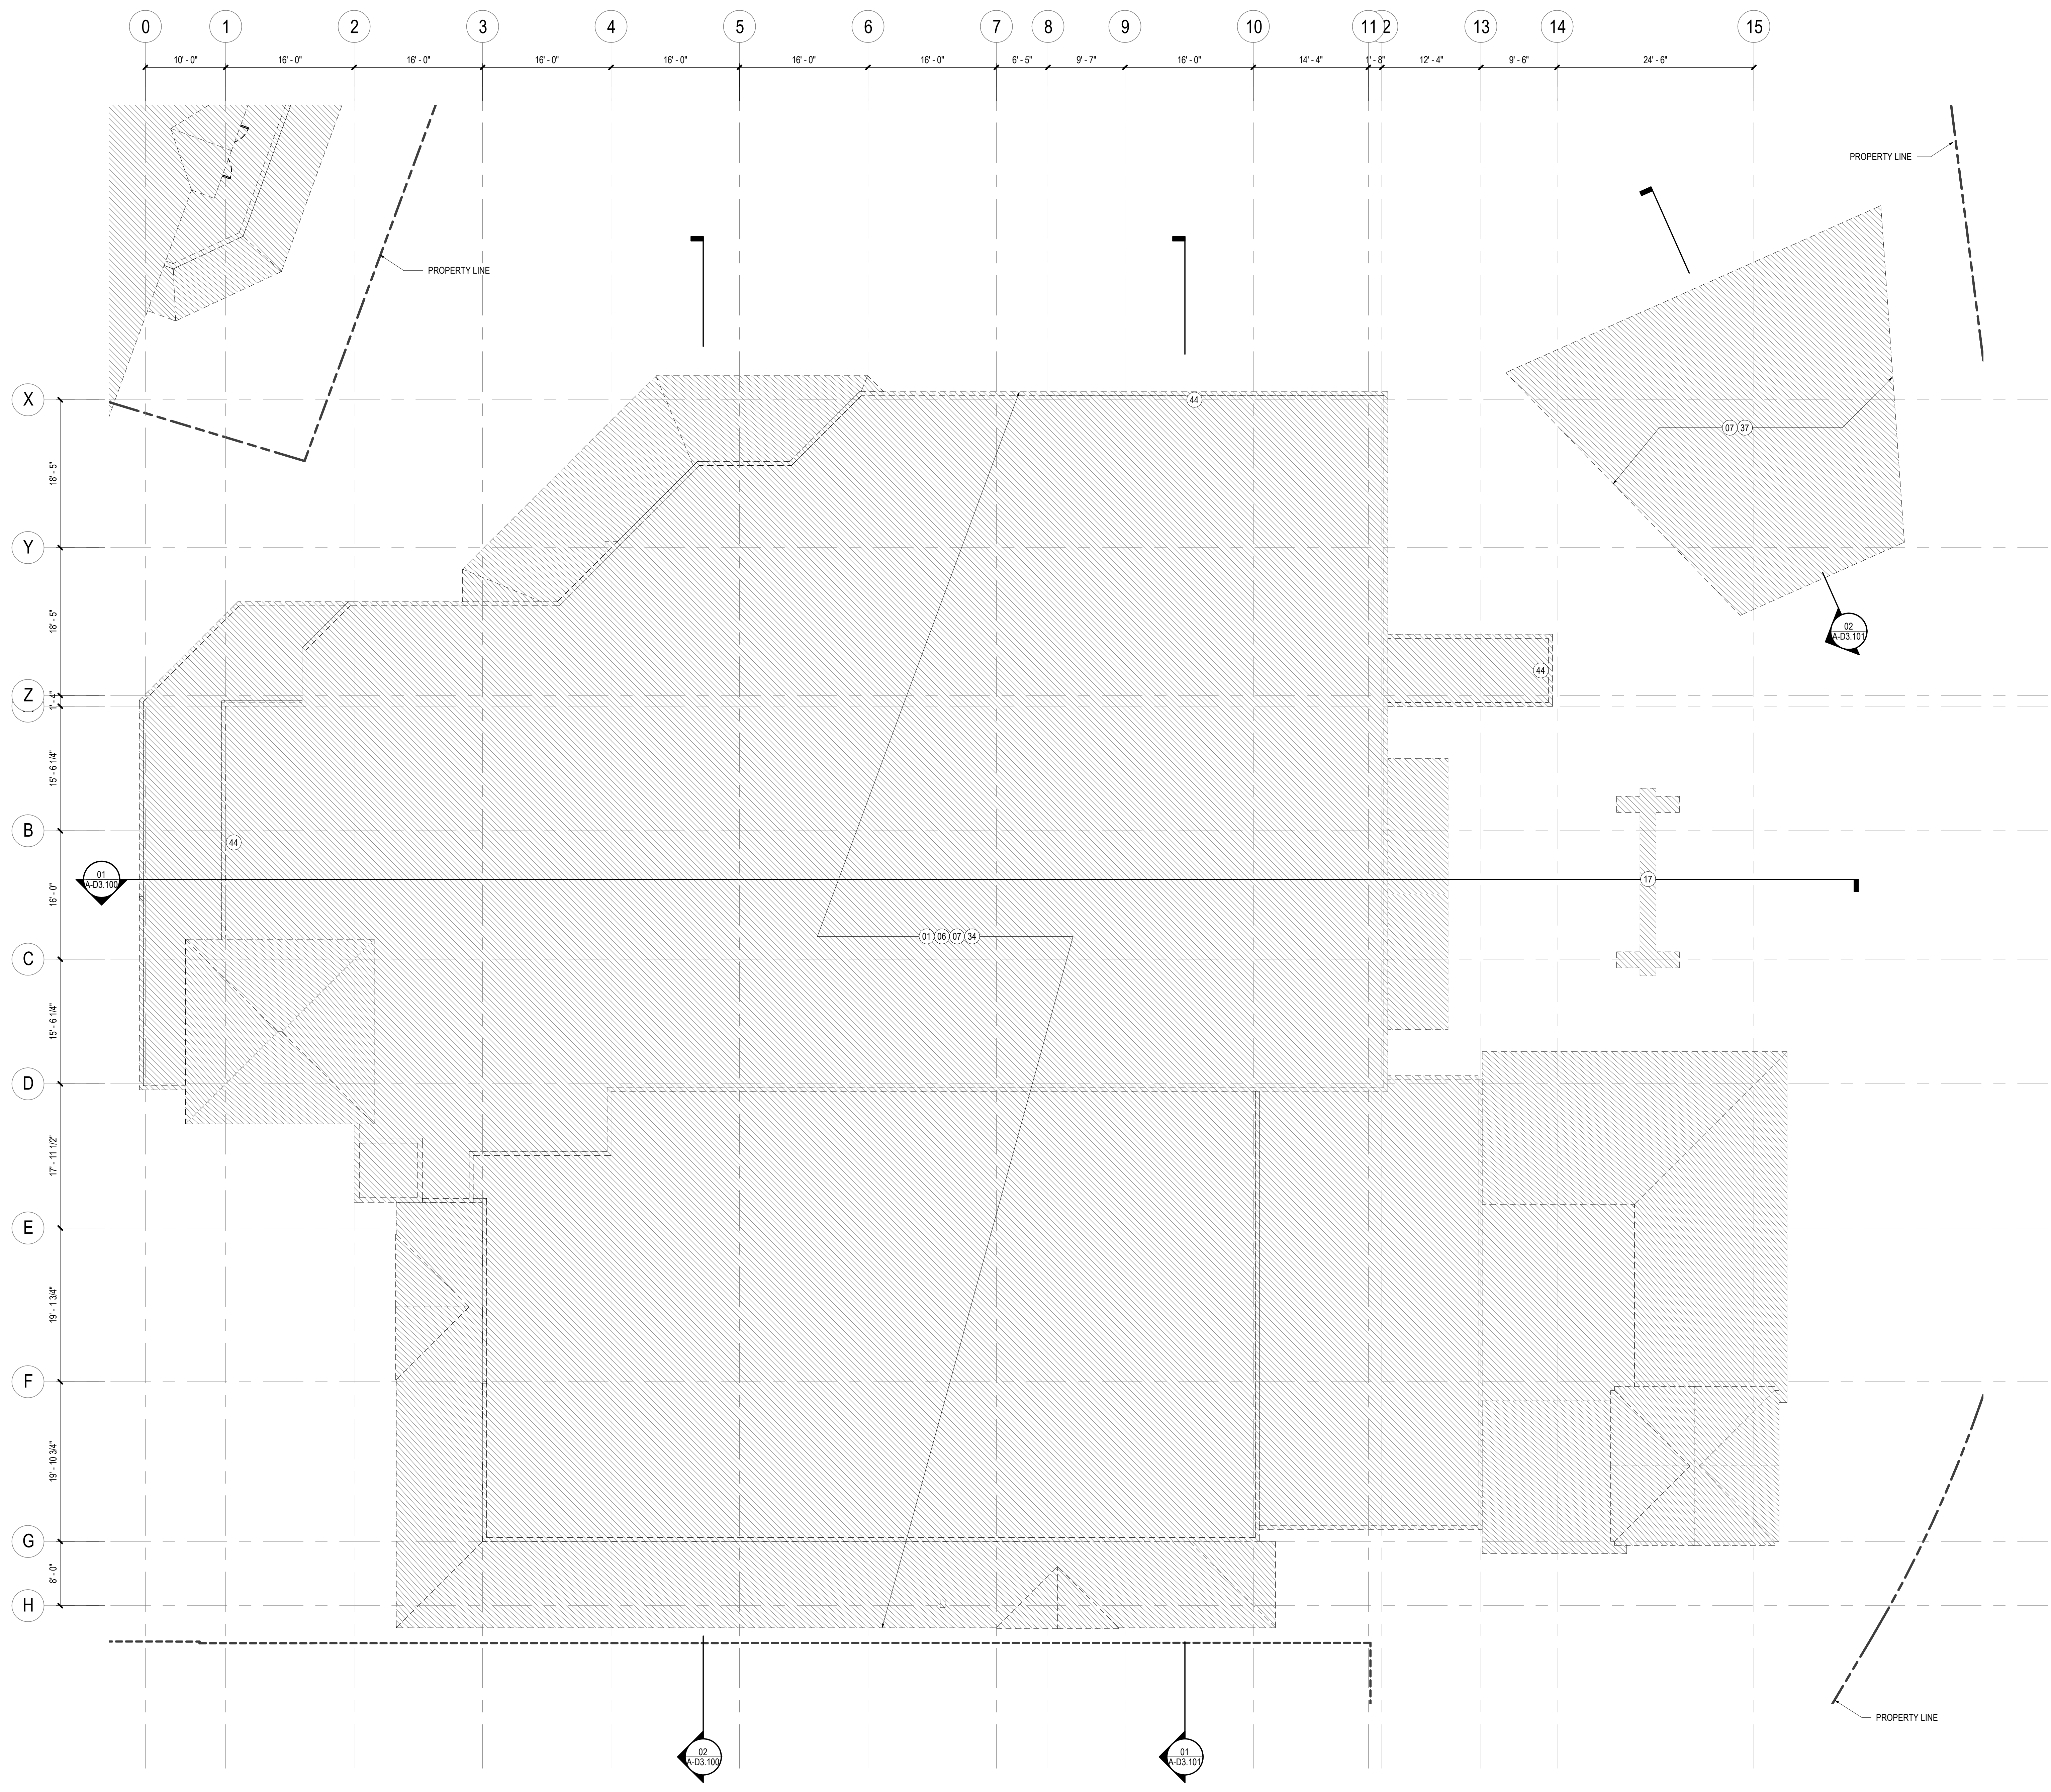 0 1 2 3 4 5 6 7 8 9 10 11 2 13 14 15
10' - 0" 16' - 0" 16' - 0" 16' - 0" 16' - 0" 16' - 0" 16' - 0" 6' - 5" 9' - 7" 16' - 0" 14' - 4" 1' - 8" 12' - 4" 9' - 6" 24' - 6"
PROPERTY LINE
PROPERTY LINE
X
44
07 37
18' - 5"
Y
18' - 5"
02
A-D3.101
44
Z
1' - 4"
15' - 6 1/4"
B
44
01
A-D3.100
17
16' - 0"
01 06 07 34
C
15' - 6 1/4"
D
17' - 11 1/2"
E
19' - 1 3/4"
F
19' - 10 3/4"
G
8' - 0"
H
PROPERTY LINE
02
A-D3.100
01
A-D3.101